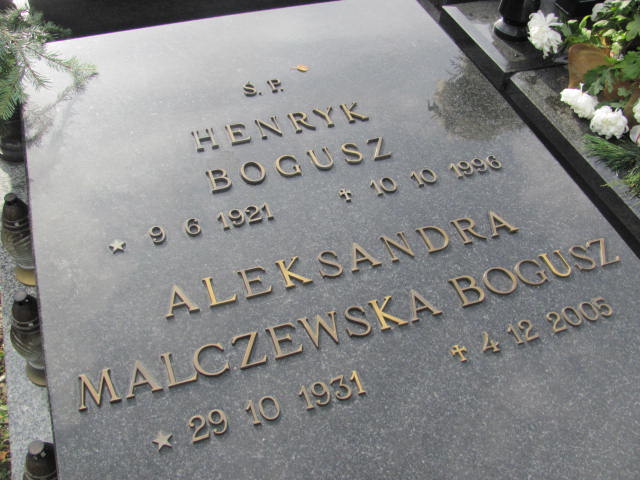 Ś.P.
HENRYK
BOGUSZ
★ 9 6 1921 ✝ 10 10 1996
ALEKSANDRA
MALCZEWSKA BOGUSZ
★ 29 10 1931 ✝ 4 12 2005